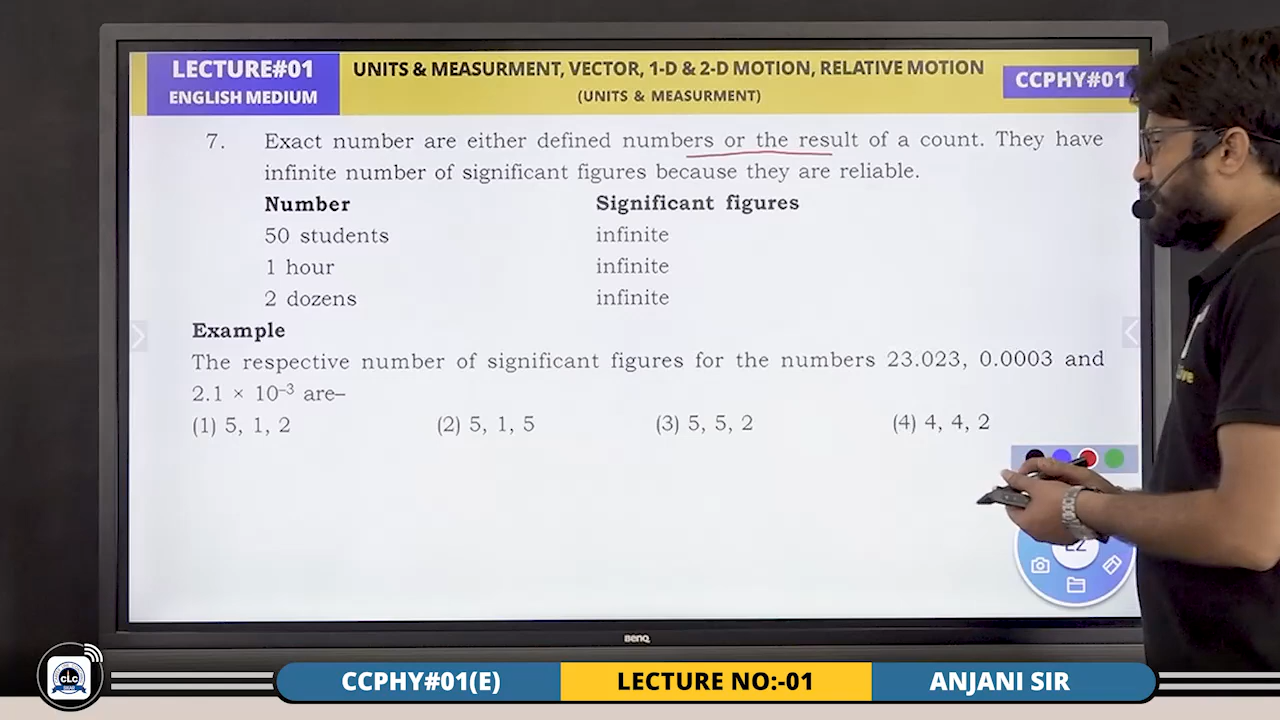 LECTURE#01
ENGLISH MEDIUM
UNITS & MEASURMENT, VECTOR, 1-D & 2-D MOTION, RELATIVE MOTION
(UNITS & MEASURMENT)
CCPHY#01
7. Exact number are either defined numbers or the result of a count. They have
infinite number of significant figures because they are reliable.
Number Significant figures
50 students infinite
1 hour infinite
2 dozens infinite
Example
The respective number of significant figures for the numbers 23.023, 0.0003 and
2.1 × 10⁻³ are–
(1) 5, 1, 2 (2) 5, 1, 5 (3) 5, 5, 2 (4) 4, 4, 2
BenQ
CLC
CCPHY#01(E) LECTURE NO:-01 ANJANI SIR